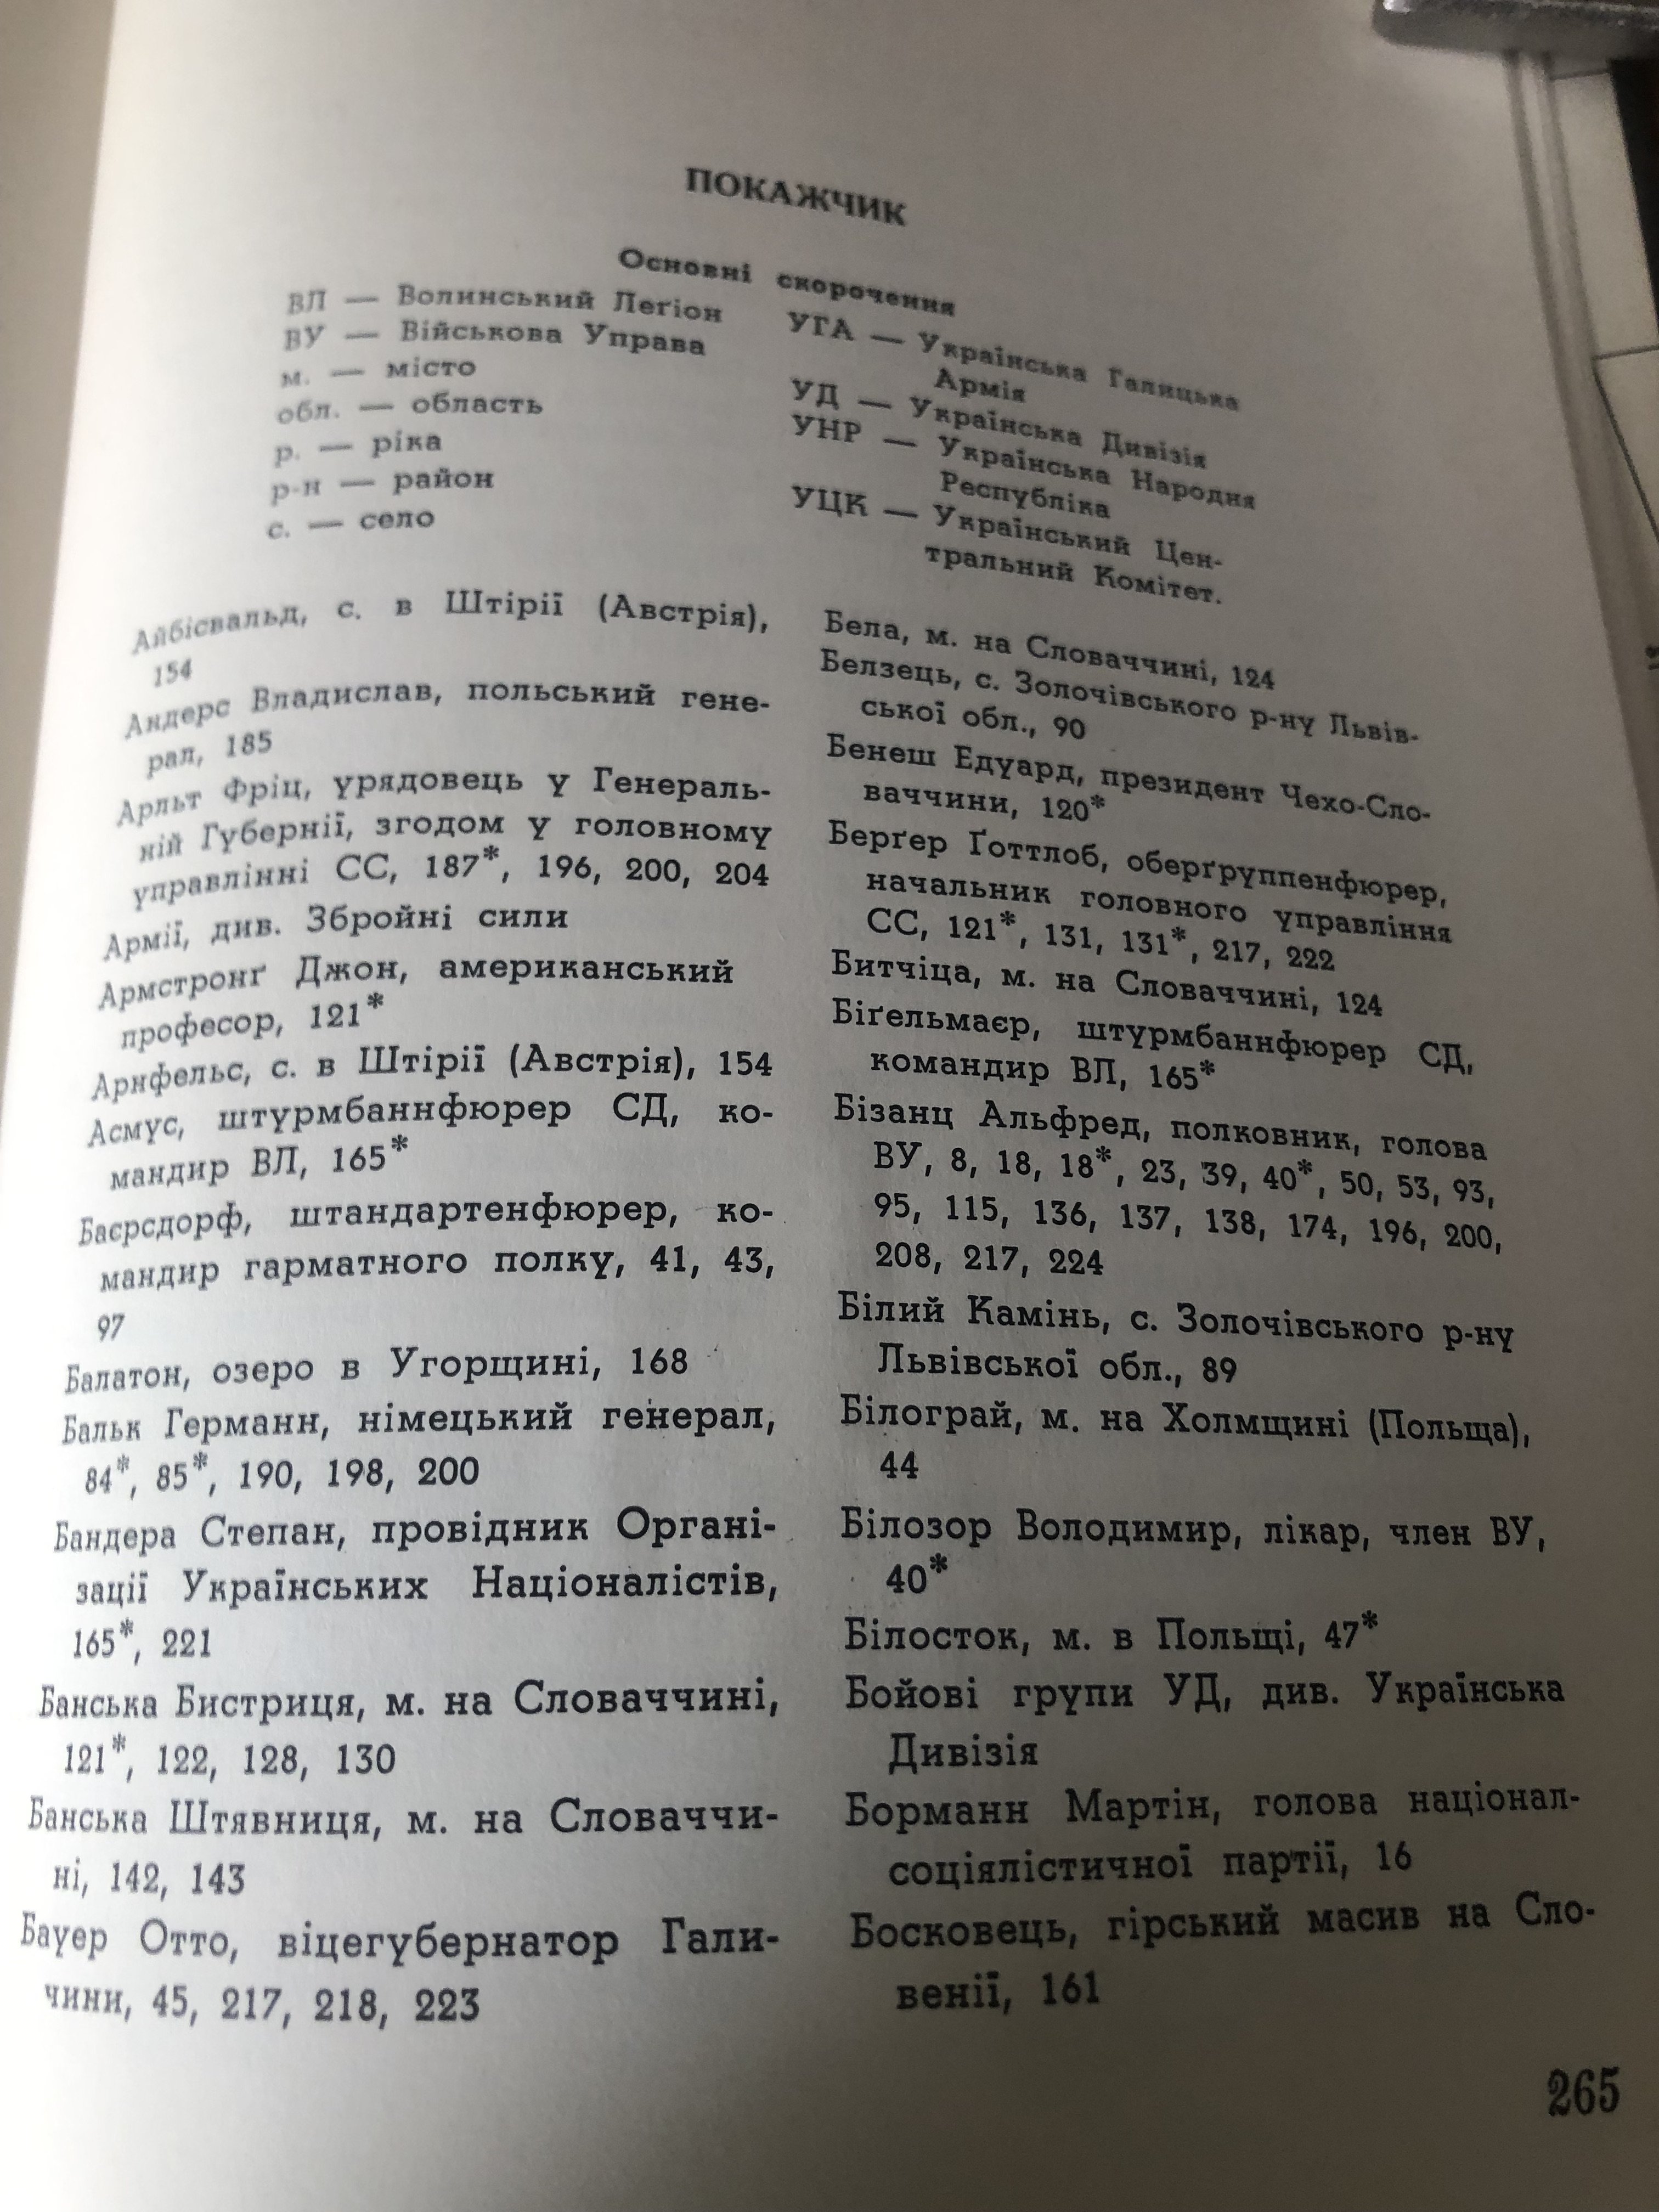 ПОКАЖЧИК
Основні скорочення
ВЛ — Волинський Леґіон
ВУ — Військова Управа
м. — місто
обл. — область
р. — ріка
р-н — район
с. — село
УГА — Українська Галицька
Армія
УД — Українська Дивізія
УНР — Українська Народня
Республіка
УЦК — Український Цен-
тральний Комітет.
Айбісвальд, с. в Штірії (Австрія),
154
Андерс Владислав, польський гене-
рал, 185
Арльт Фріц, урядовець у Генераль-
ній Губернії, згодом у головному
управлінні СС, 187*, 196, 200, 204
Армії, див. Збройні сили
Армстронґ Джон, американський
професор, 121*
Арнфельс, с. в Штірії (Австрія), 154
Асмус, штурмбаннфюрер СД, ко-
мандир ВЛ, 165*
Баєрсдорф, штандартенфюрер, ко-
мандир гарматного полку, 41, 43,
97
Балатон, озеро в Угорщині, 168
Бальк Германн, німецький генерал,
84*, 85*, 190, 198, 200
Бандера Степан, провідник Органі-
зації Українських Націоналістів,
165*, 221
Банська Бистриця, м. на Словаччині,
121*, 122, 128, 130
Банська Штявниця, м. на Словаччи-
ні, 142, 143
Бауер Отто, віцегубернатор Гали-
чини, 45, 217, 218, 223
Бела, м. на Словаччині, 124
Белзець, с. Золочівського р-ну Львів-
ської обл., 90
Бенеш Едуард, президент Чехо-Сло-
ваччини, 120*
Берґер Ґоттлоб, оберґруппенфюрер,
начальник головного управління
СС, 121*, 131, 131*, 217, 222
Битчіца, м. на Словаччині, 124
Біґельмаєр, штурмбаннфюрер СД,
командир ВЛ, 165*
Бізанц Альфред, полковник, голова
ВУ, 8, 18, 18*, 23, 39, 40*, 50, 53, 93,
95, 115, 136, 137, 138, 174, 196, 200,
208, 217, 224
Білий Камінь, с. Золочівського р-ну
Львівської обл., 89
Білограй, м. на Холмщині (Польща),
44
Білозор Володимир, лікар, член ВУ,
40*
Білосток, м. в Польщі, 47*
Бойові групи УД, див. Українська
Дивізія
Борманн Мартін, голова націонал-
соціялістичної партії, 16
Босковець, гірський масив на Сло-
венії, 161
265